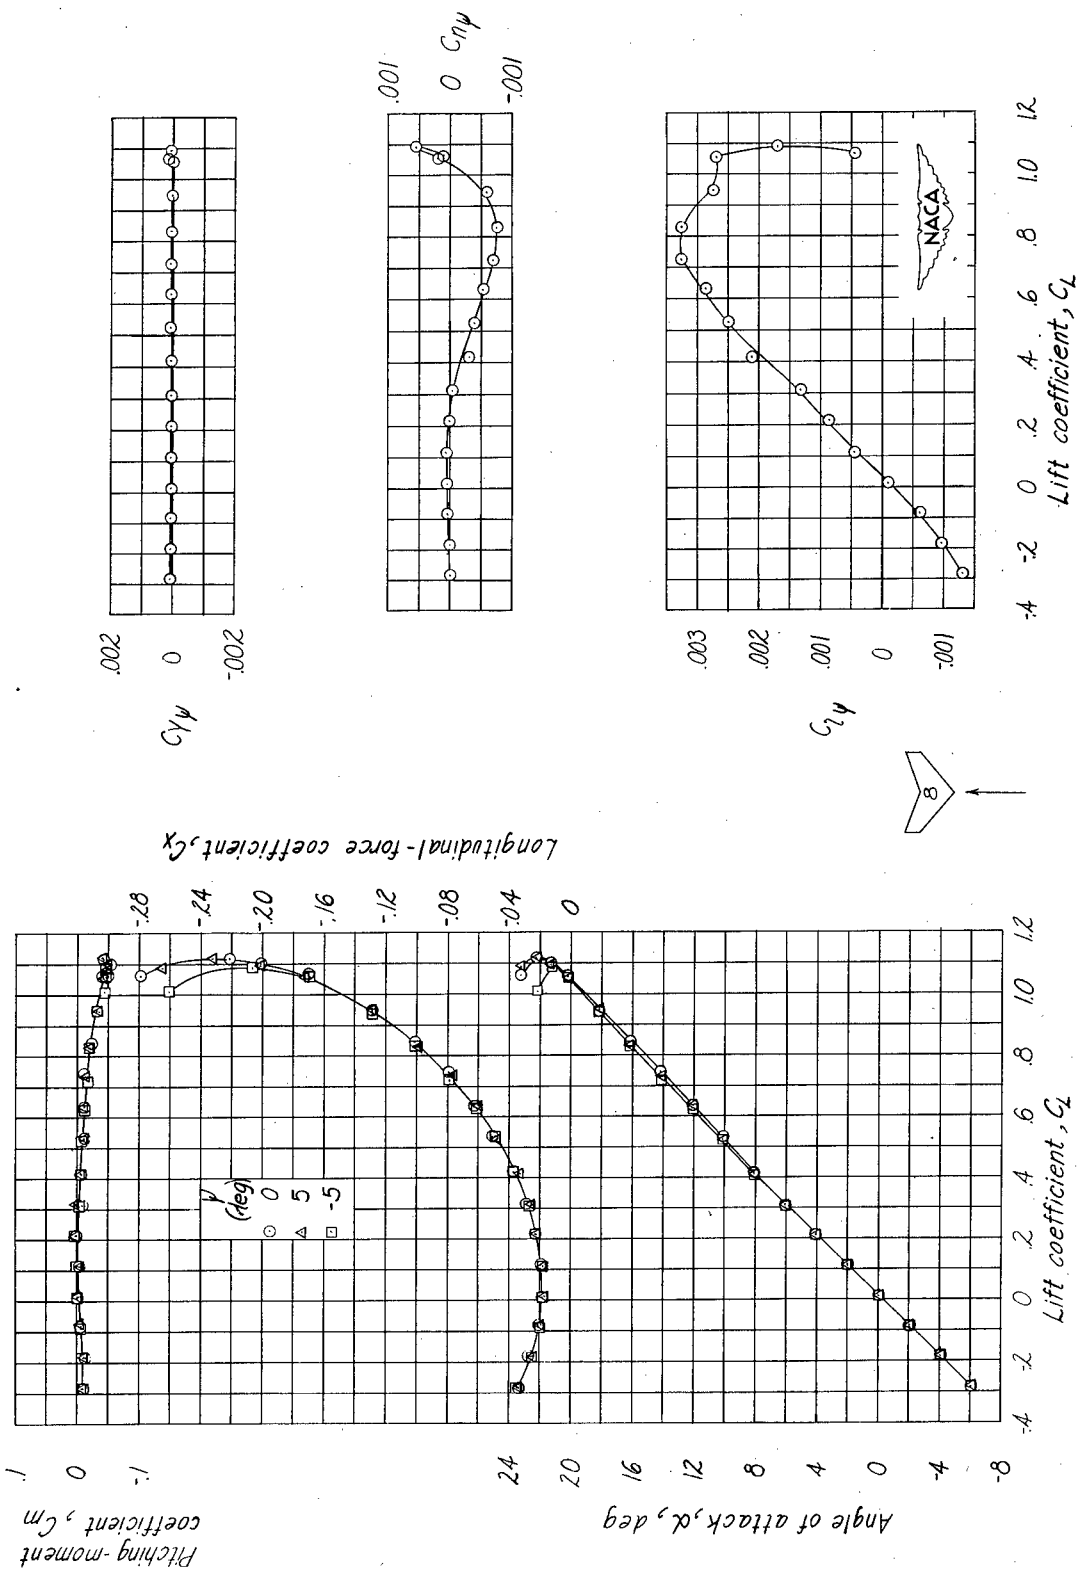 Pitching-moment
coefficient, Cm
.1
0
-.1
Angle of attack, α, deg
24
20
16
12
8
4
0
-4
-8
Longitudinal-force coefficient, Cx
-.28
-.24
-.20
-.16
-.12
-.08
-.04
0
ψ
(deg)
0
5
-5
-.4 -.2 0 .2 .4 .6 .8 1.0 1.2
Lift coefficient, CL
8
CYψ
.002
0
-.002
.001
0 Cnψ
-.001
Clψ
.003
.002
.001
0
-.001
NACA
-.4 -.2 0 .2 .4 .6 .8 1.0 1.2
Lift coefficient, CL